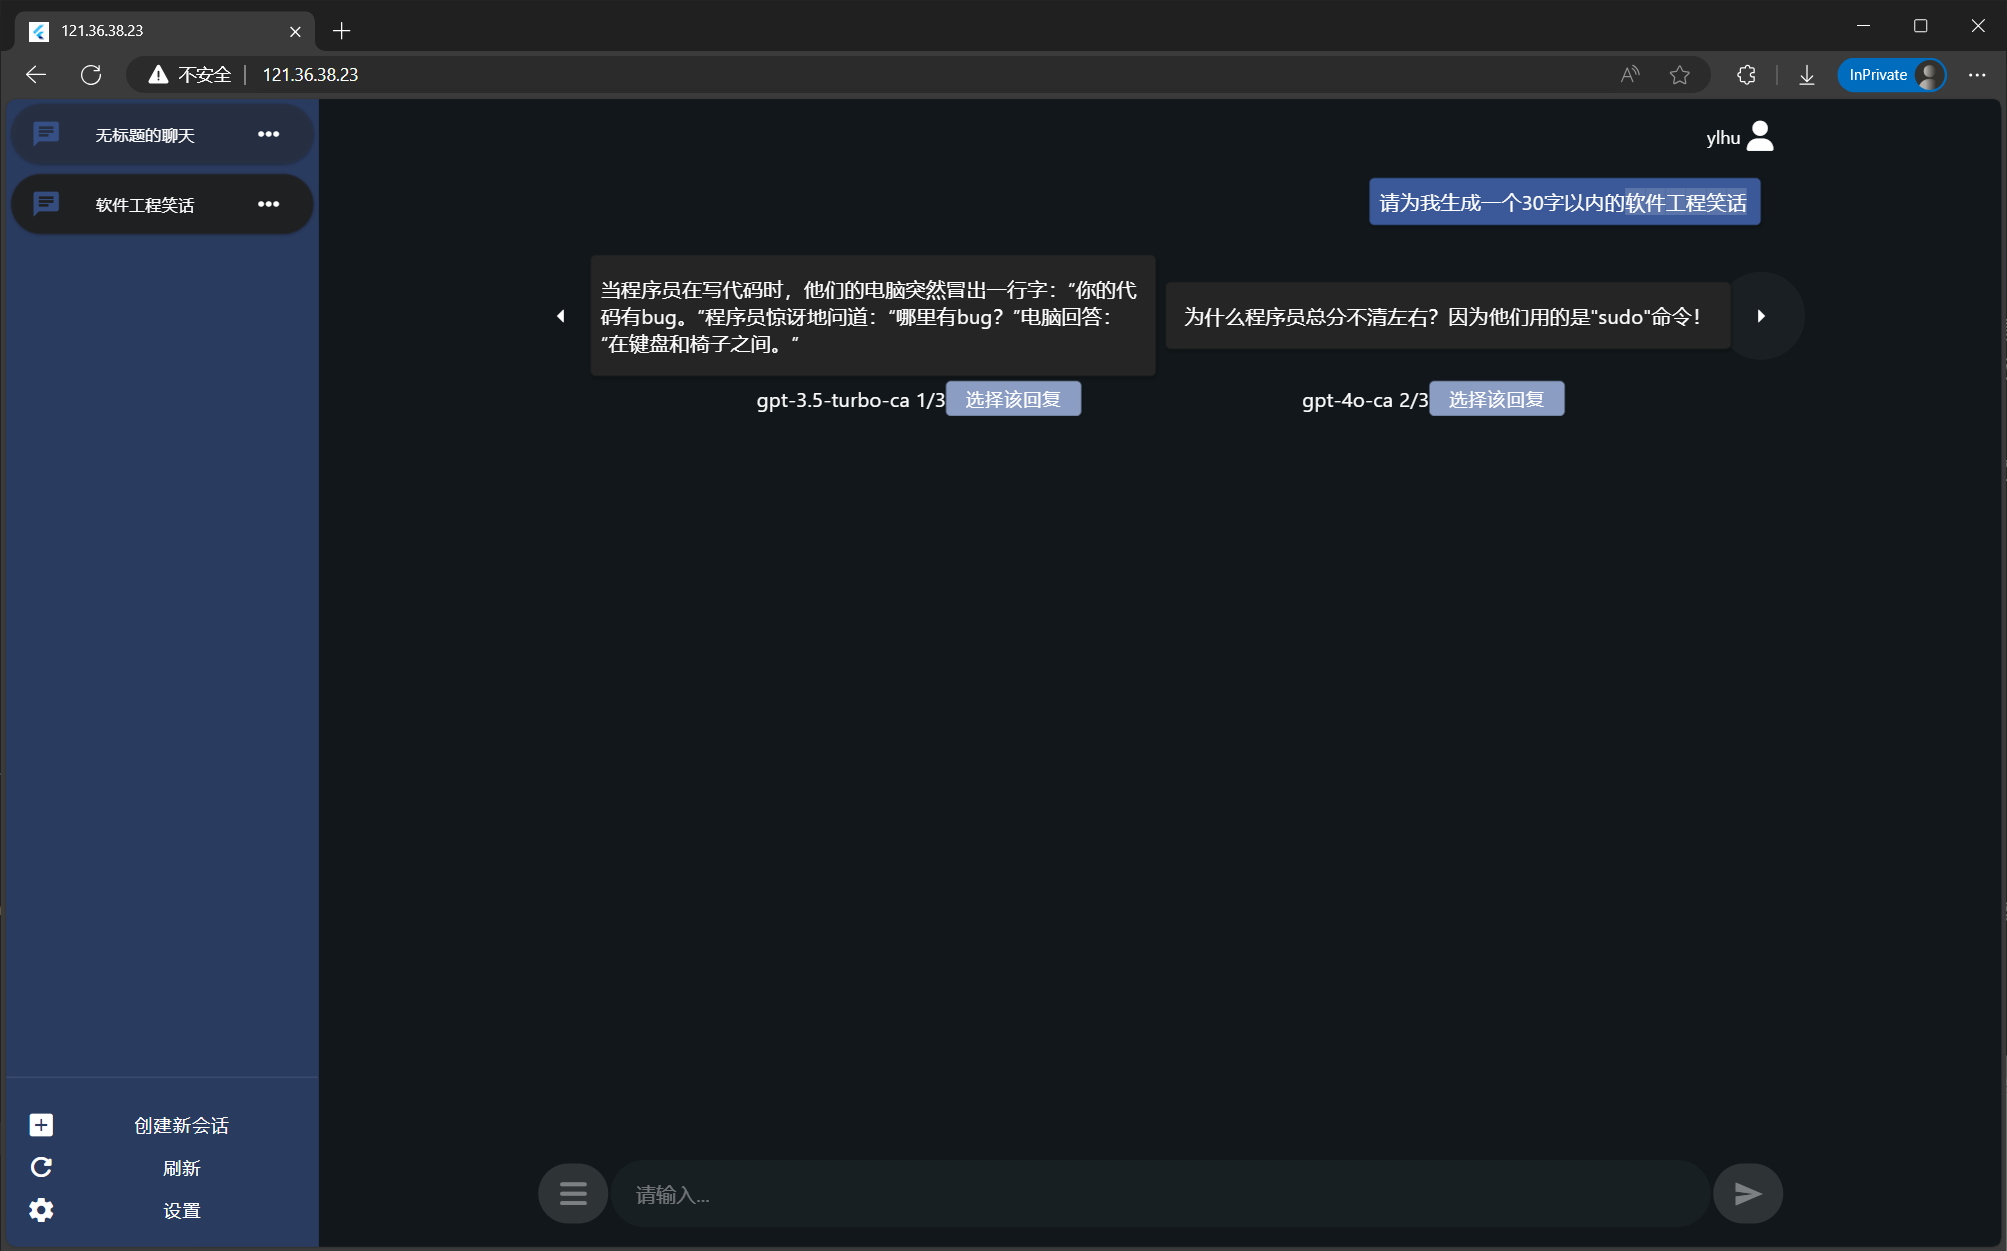 121.36.38.23
不安全
121.36.38.23
InPrivate
无标题的聊天
软件工程笑话
ylhu
请为我生成一个30字以内的软件工程笑话
当程序员在写代码时，他们的电脑突然冒出一行字：“你的代
码有bug。”程序员惊讶地问道：“哪里有bug？”电脑回答：
“在键盘和椅子之间。”
gpt-3.5-turbo-ca 1/3
选择该回复
为什么程序员总分不清左右？因为他们用的是"sudo"命令！
gpt-4o-ca 2/3
选择该回复
创建新会话
刷新
设置
请输入...